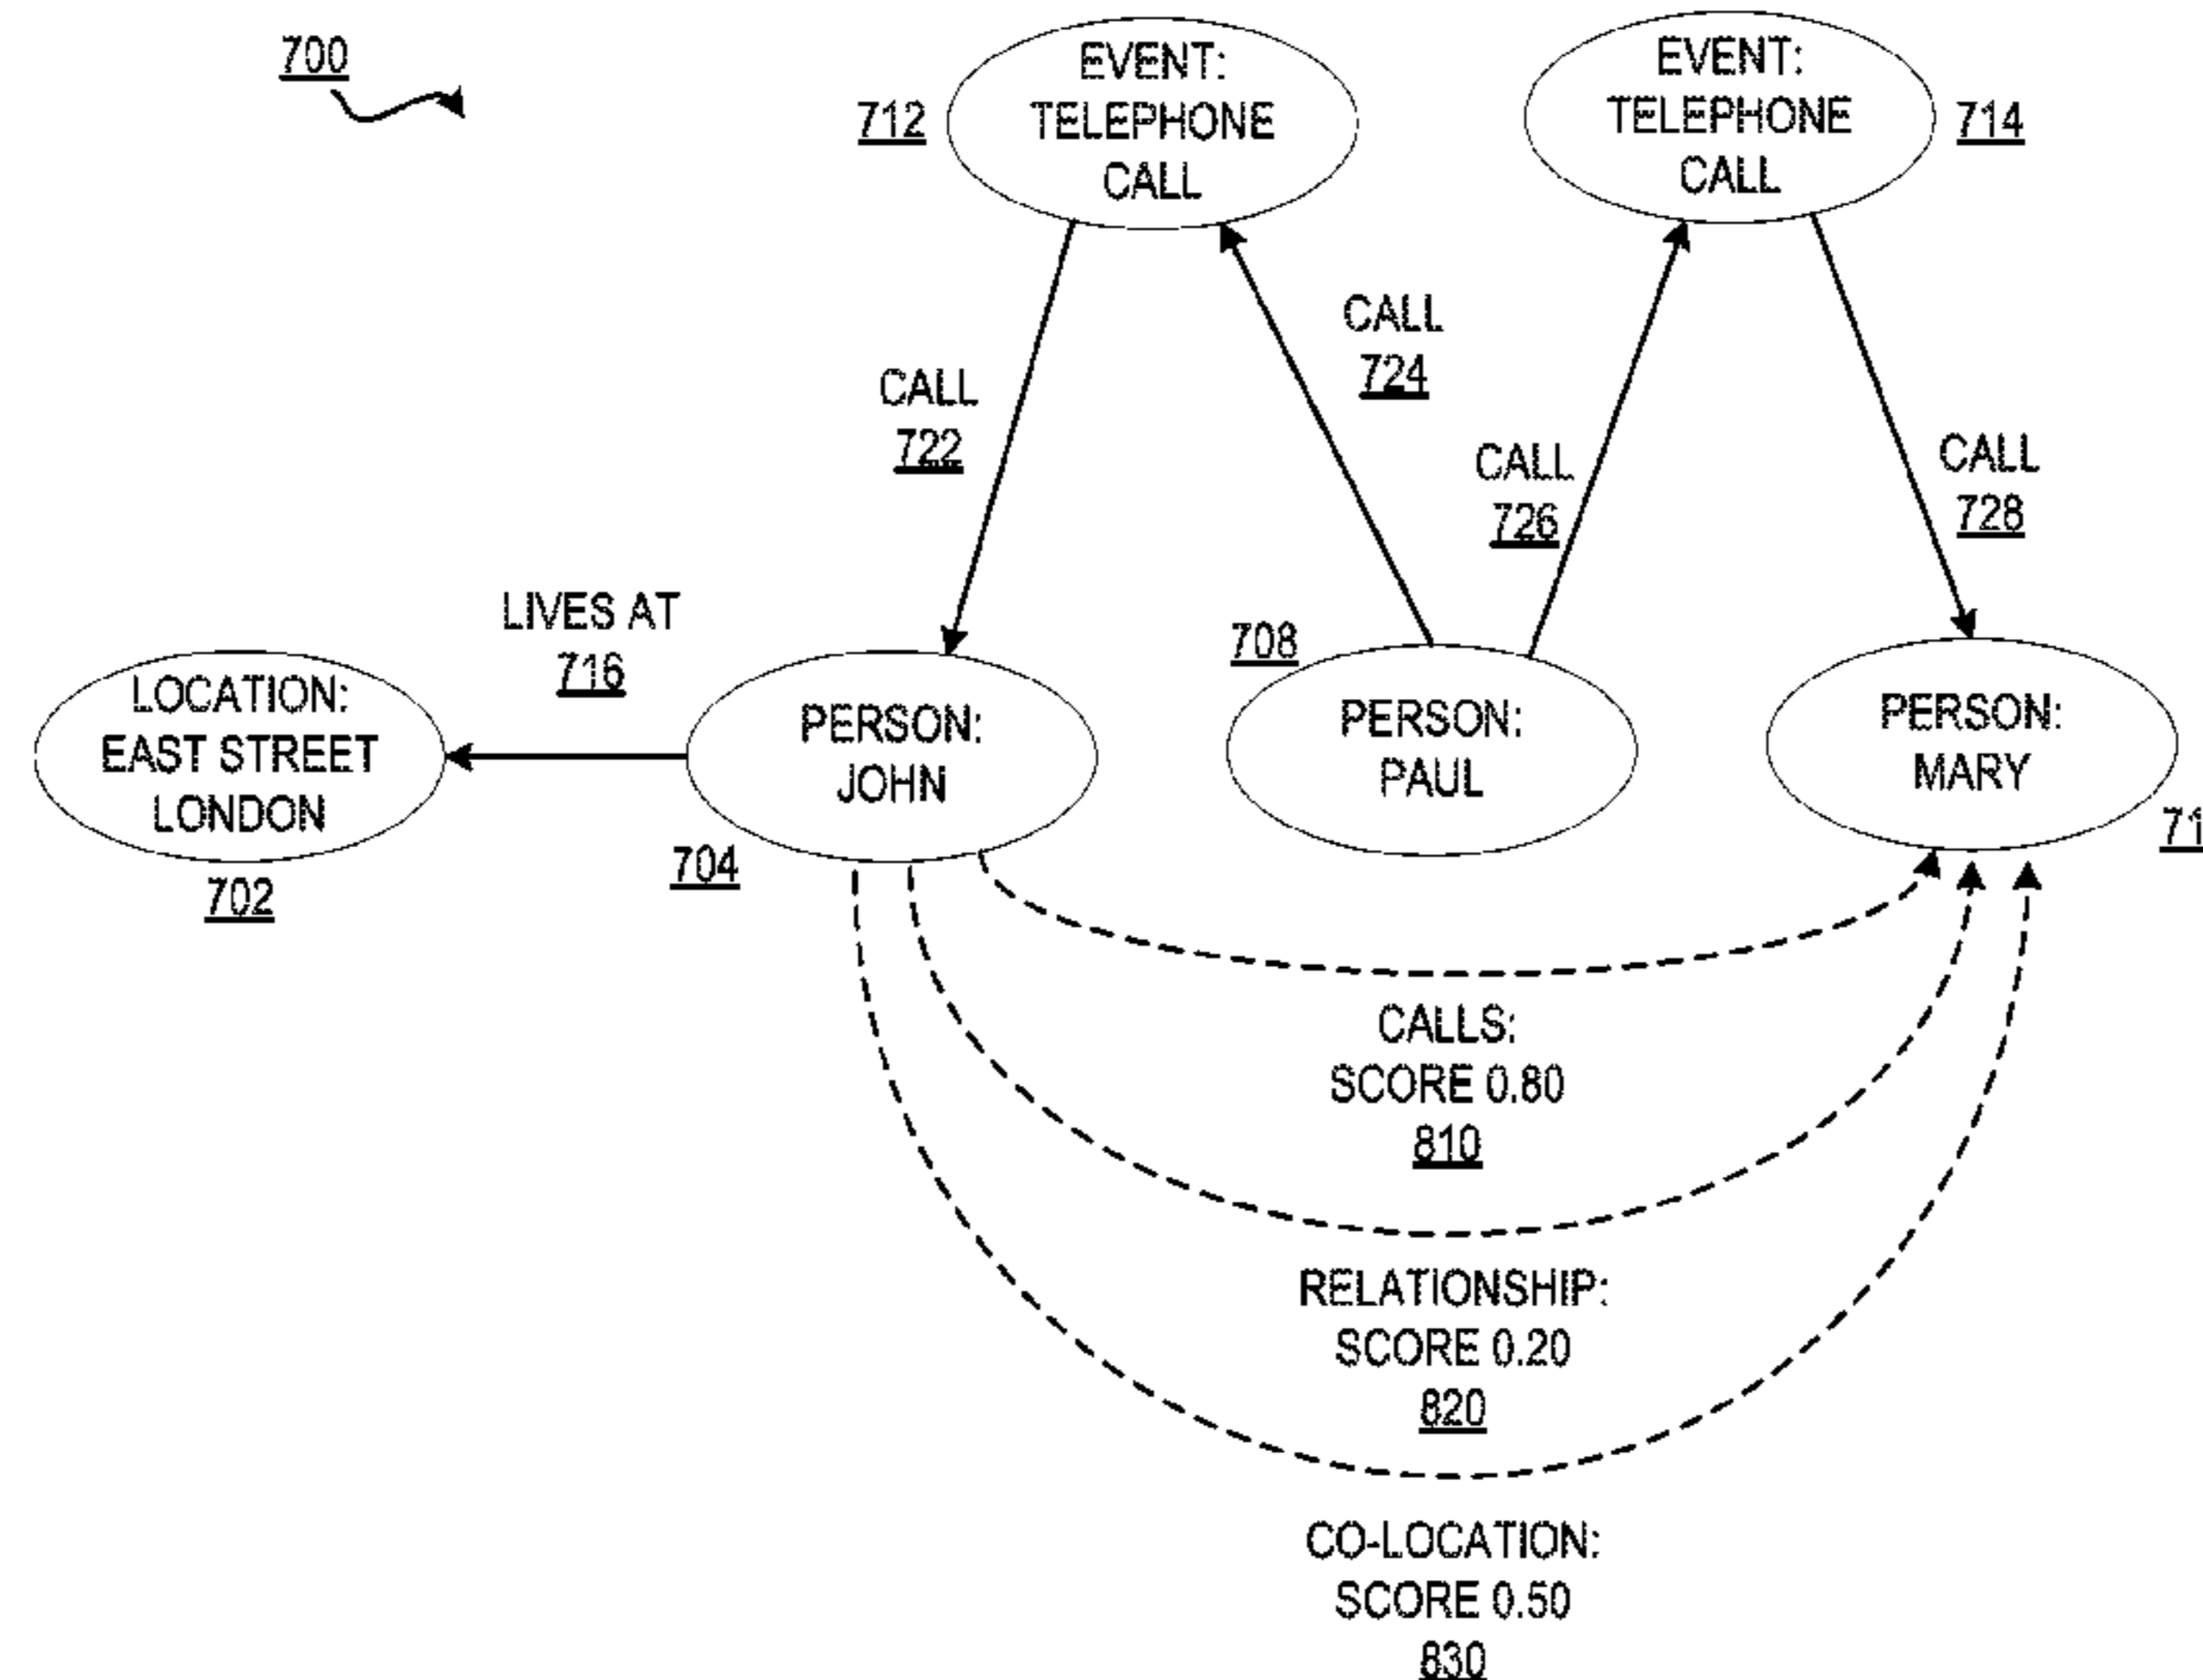 700
EVENT:
TELEPHONE
CALL
712
EVENT:
TELEPHONE
CALL
714
CALL
722
CALL
724
CALL
726
CALL
728
LIVES AT
716
LOCATION:
EAST STREET
LONDON
702
PERSON:
JOHN
704
708
PERSON:
PAUL
PERSON:
MARY
71
CALLS:
SCORE 0.80
810
RELATIONSHIP:
SCORE 0.20
820
CO-LOCATION:
SCORE 0.50
830